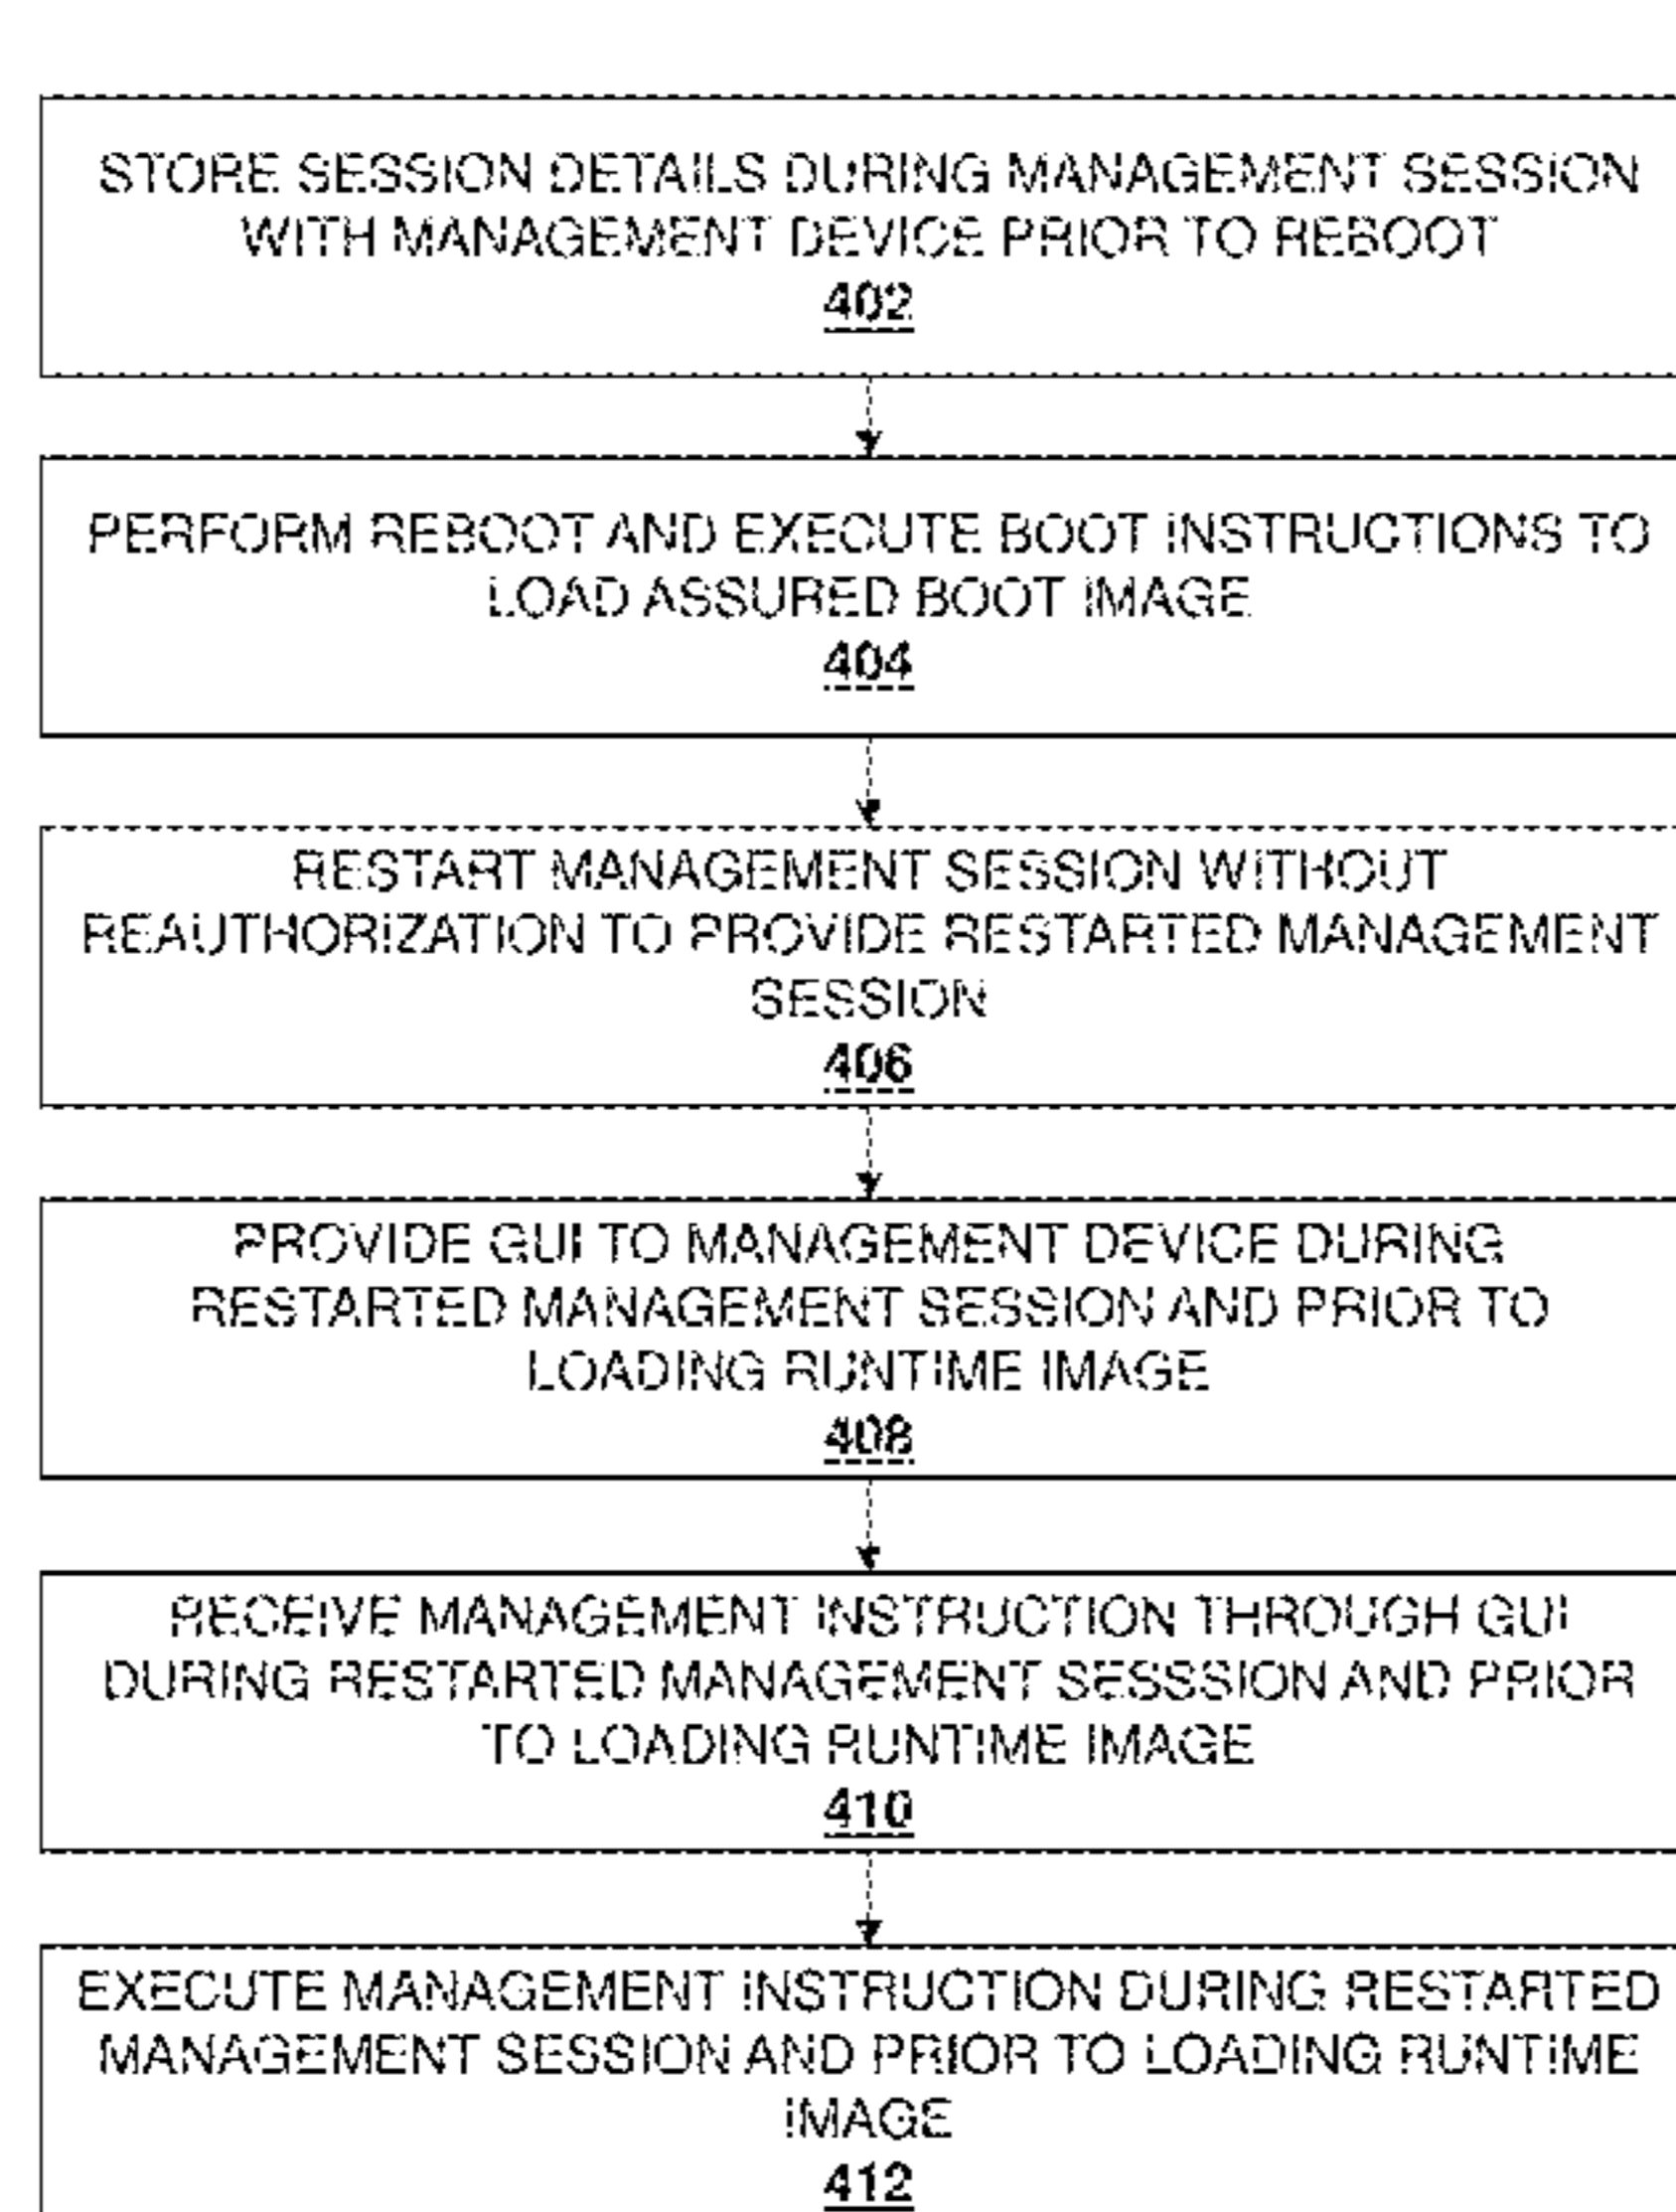 STORE SESSION DETAILS DURING MANAGEMENT SESSION
WITH MANAGEMENT DEVICE PRIOR TO REBOOT
402
PERFORM REBOOT AND EXECUTE BOOT INSTRUCTIONS TO
LOAD ASSURED BOOT IMAGE
404
RESTART MANAGEMENT SESSION WITHOUT
REAUTHORIZATION TO PROVIDE RESTARTED MANAGEMENT
SESSION
406
PROVIDE GUI TO MANAGEMENT DEVICE DURING
RESTARTED MANAGEMENT SESSION AND PRIOR TO
LOADING RUNTIME IMAGE
408
RECEIVE MANAGEMENT INSTRUCTION THROUGH GUI
DURING RESTARTED MANAGEMENT SESSSION AND PRIOR
TO LOADING RUNTIME IMAGE
410
EXECUTE MANAGEMENT INSTRUCTION DURING RESTARTED
MANAGEMENT SESSION AND PRIOR TO LOADING RUNTIME
IMAGE
412